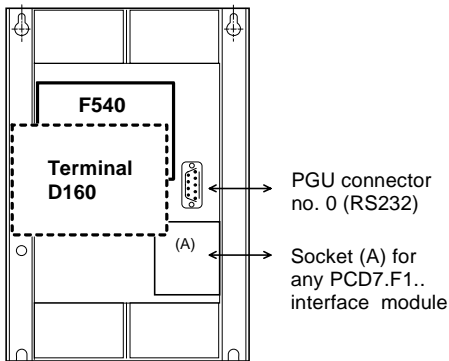 F540
Terminal
D160
PGU connector
no. 0 (RS232)
(A)
Socket (A) for
any PCD7.F1..
interface module